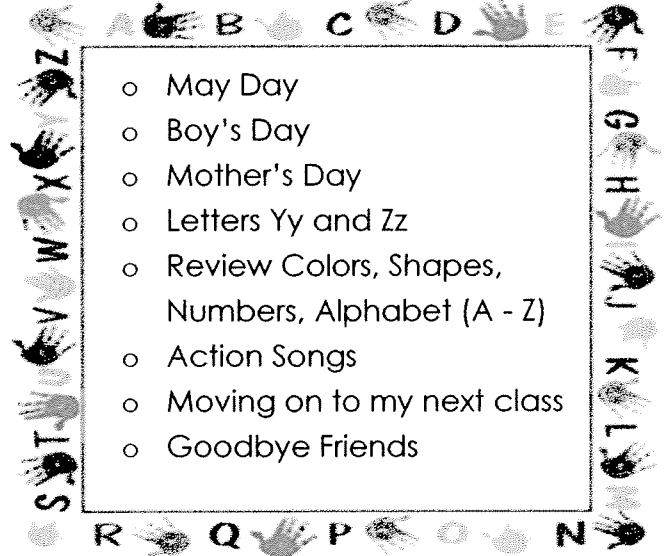 A B C D E
F
G
H
I
J
K
L
M
N
O
P
Q
R
S
T
U
V
W
X
Y
Z
○ May Day
○ Boy's Day
○ Mother's Day
○ Letters Yy and Zz
○ Review Colors, Shapes,
Numbers, Alphabet (A - Z)
○ Action Songs
○ Moving on to my next class
○ Goodbye Friends